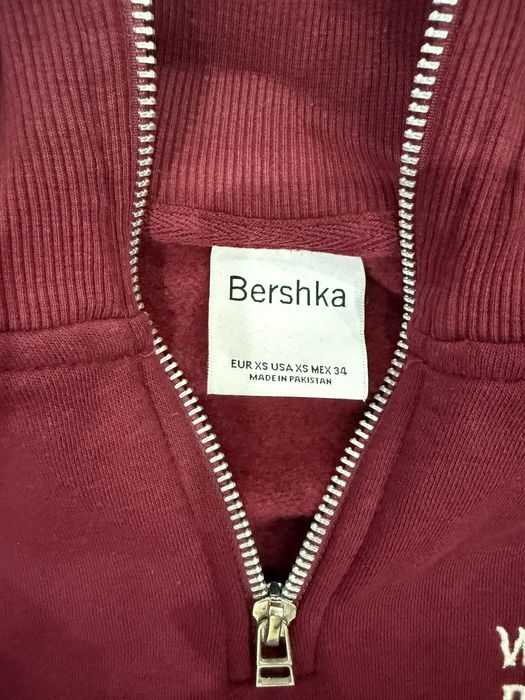 Bershka
EUR XS USA XS MEX 34
MADE IN PAKISTAN